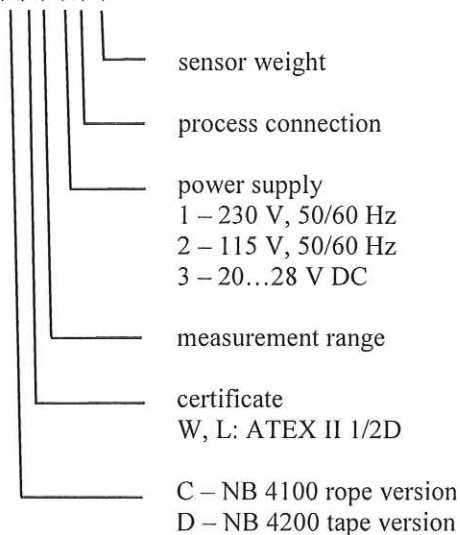 sensor weight
process connection
power supply
1 – 230 V, 50/60 Hz
2 – 115 V, 50/60 Hz
3 – 20…28 V DC
measurement range
certificate
W, L: ATEX II 1/2D
C – NB 4100 rope version
D – NB 4200 tape version